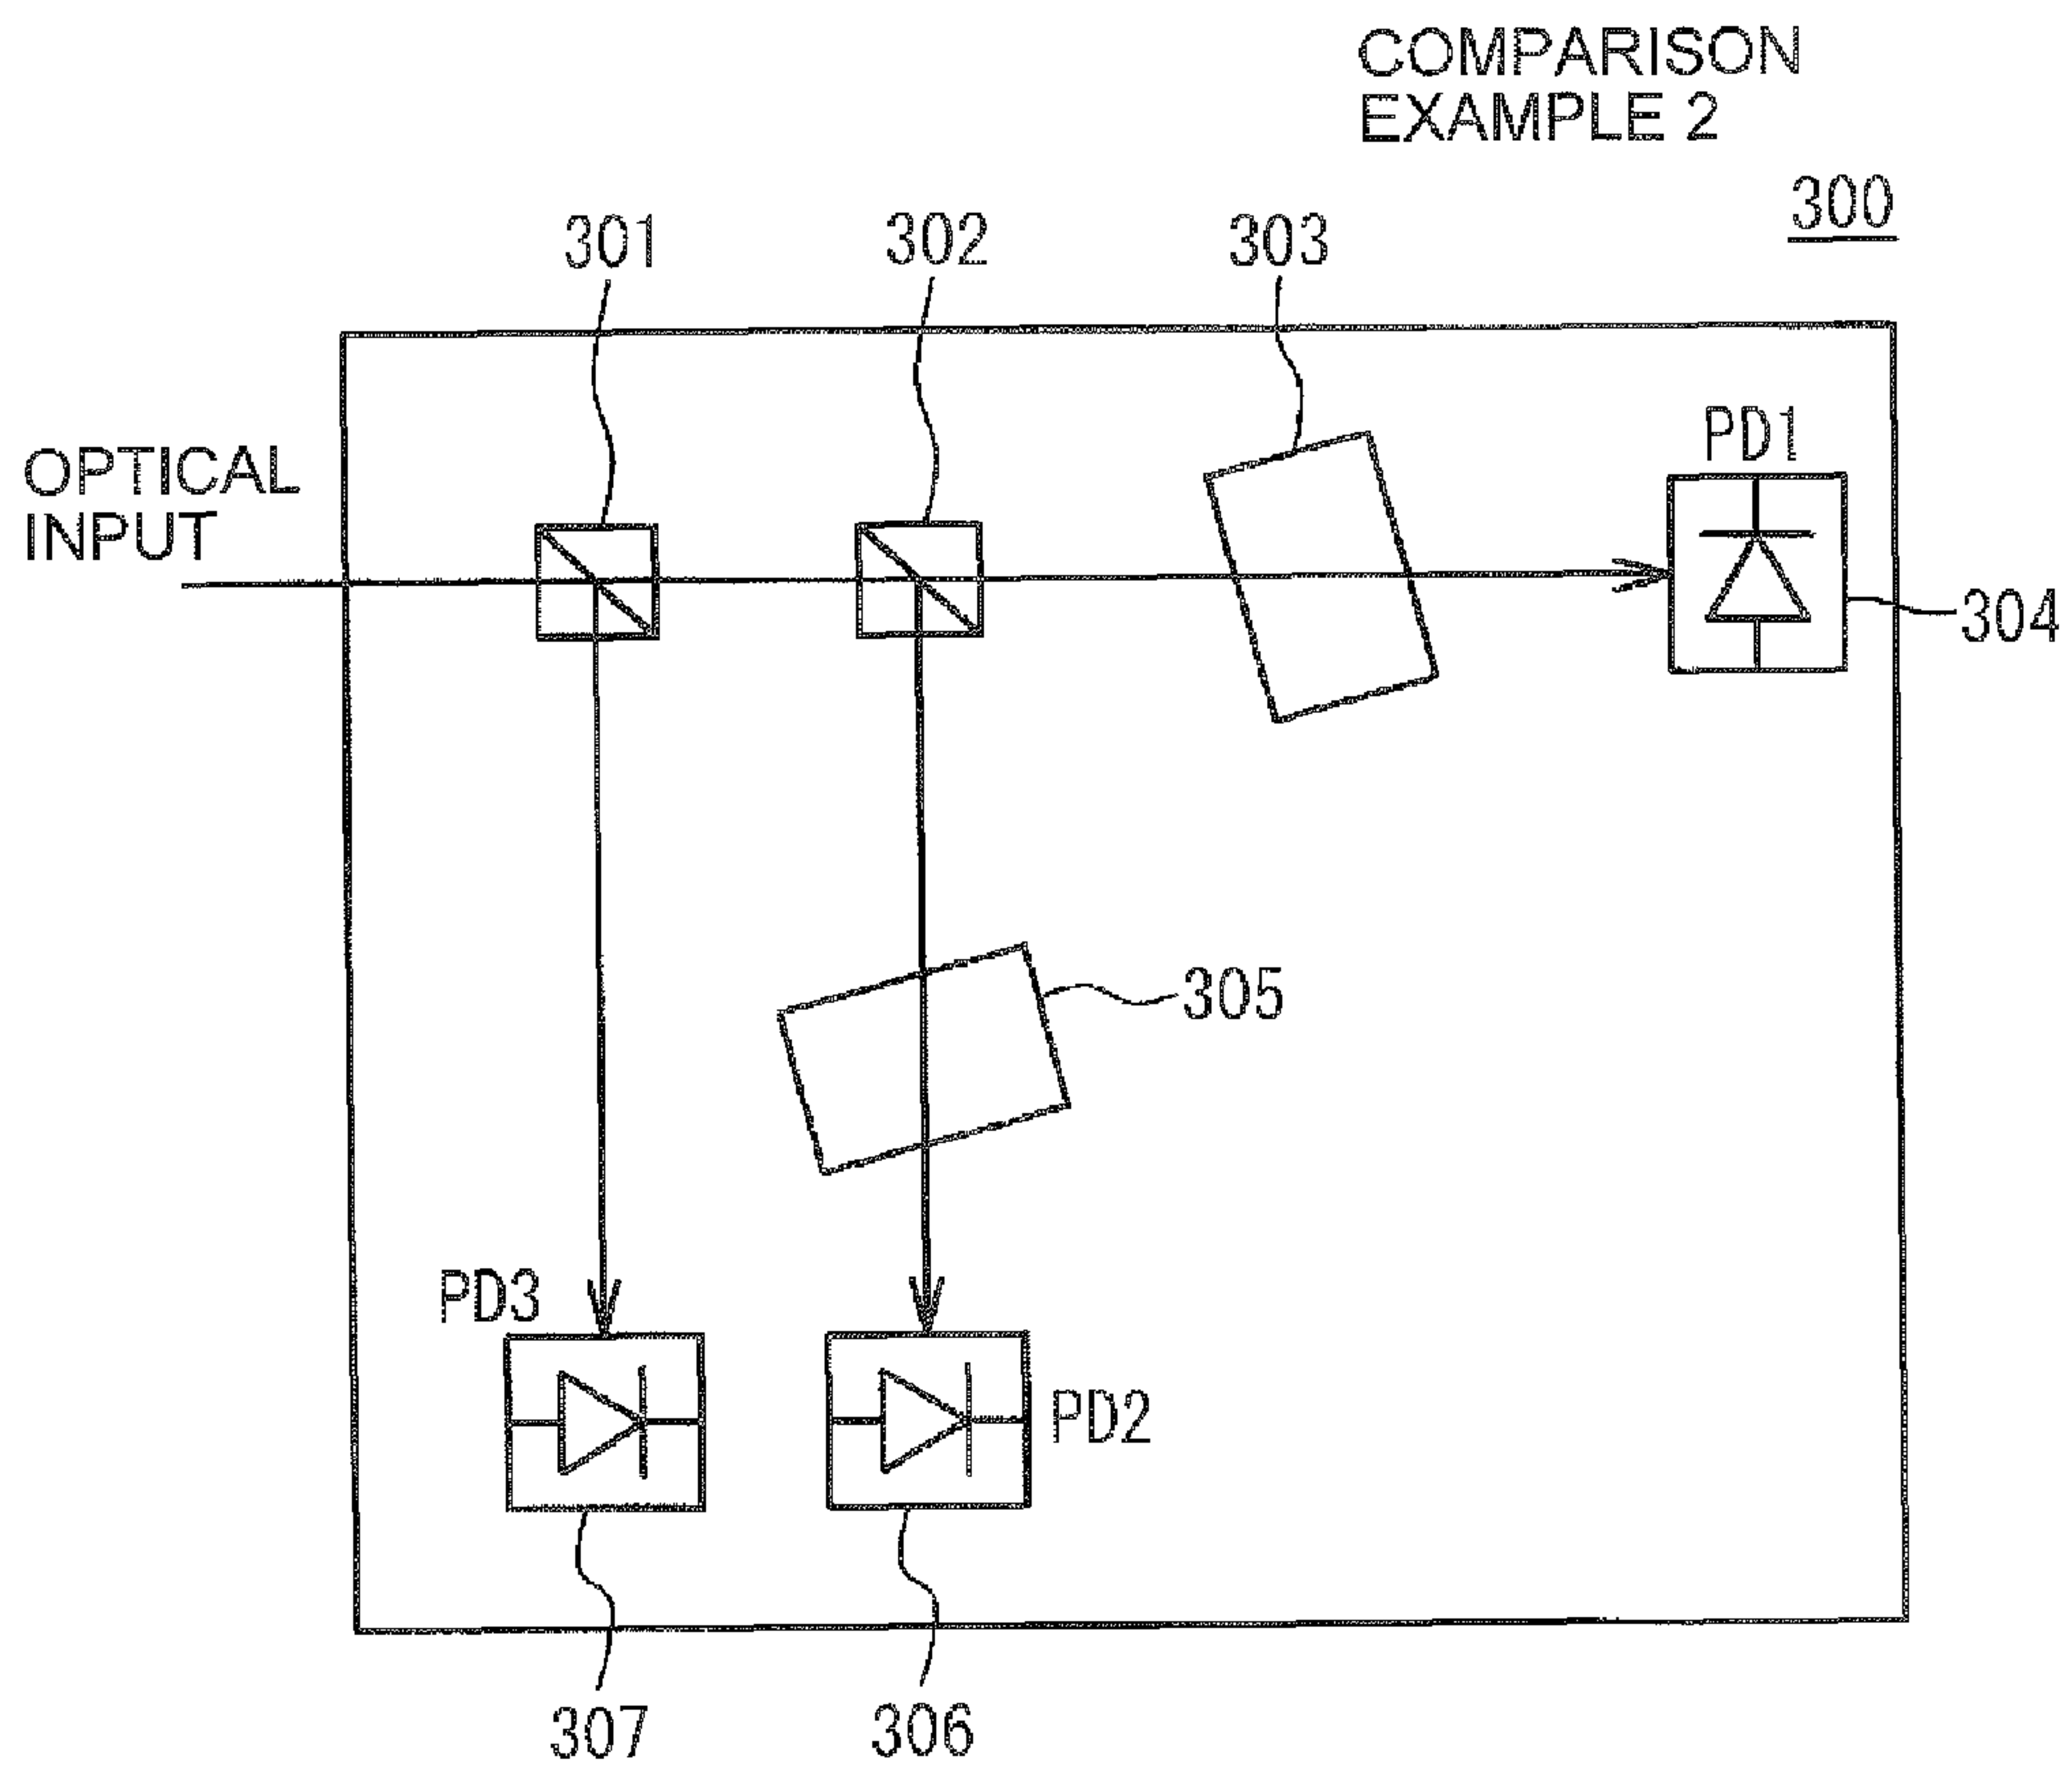 COMPARISON
EXAMPLE 2
300
301
302
303
OPTICAL
INPUT
PD1
304
305
PD3
PD2
307
306